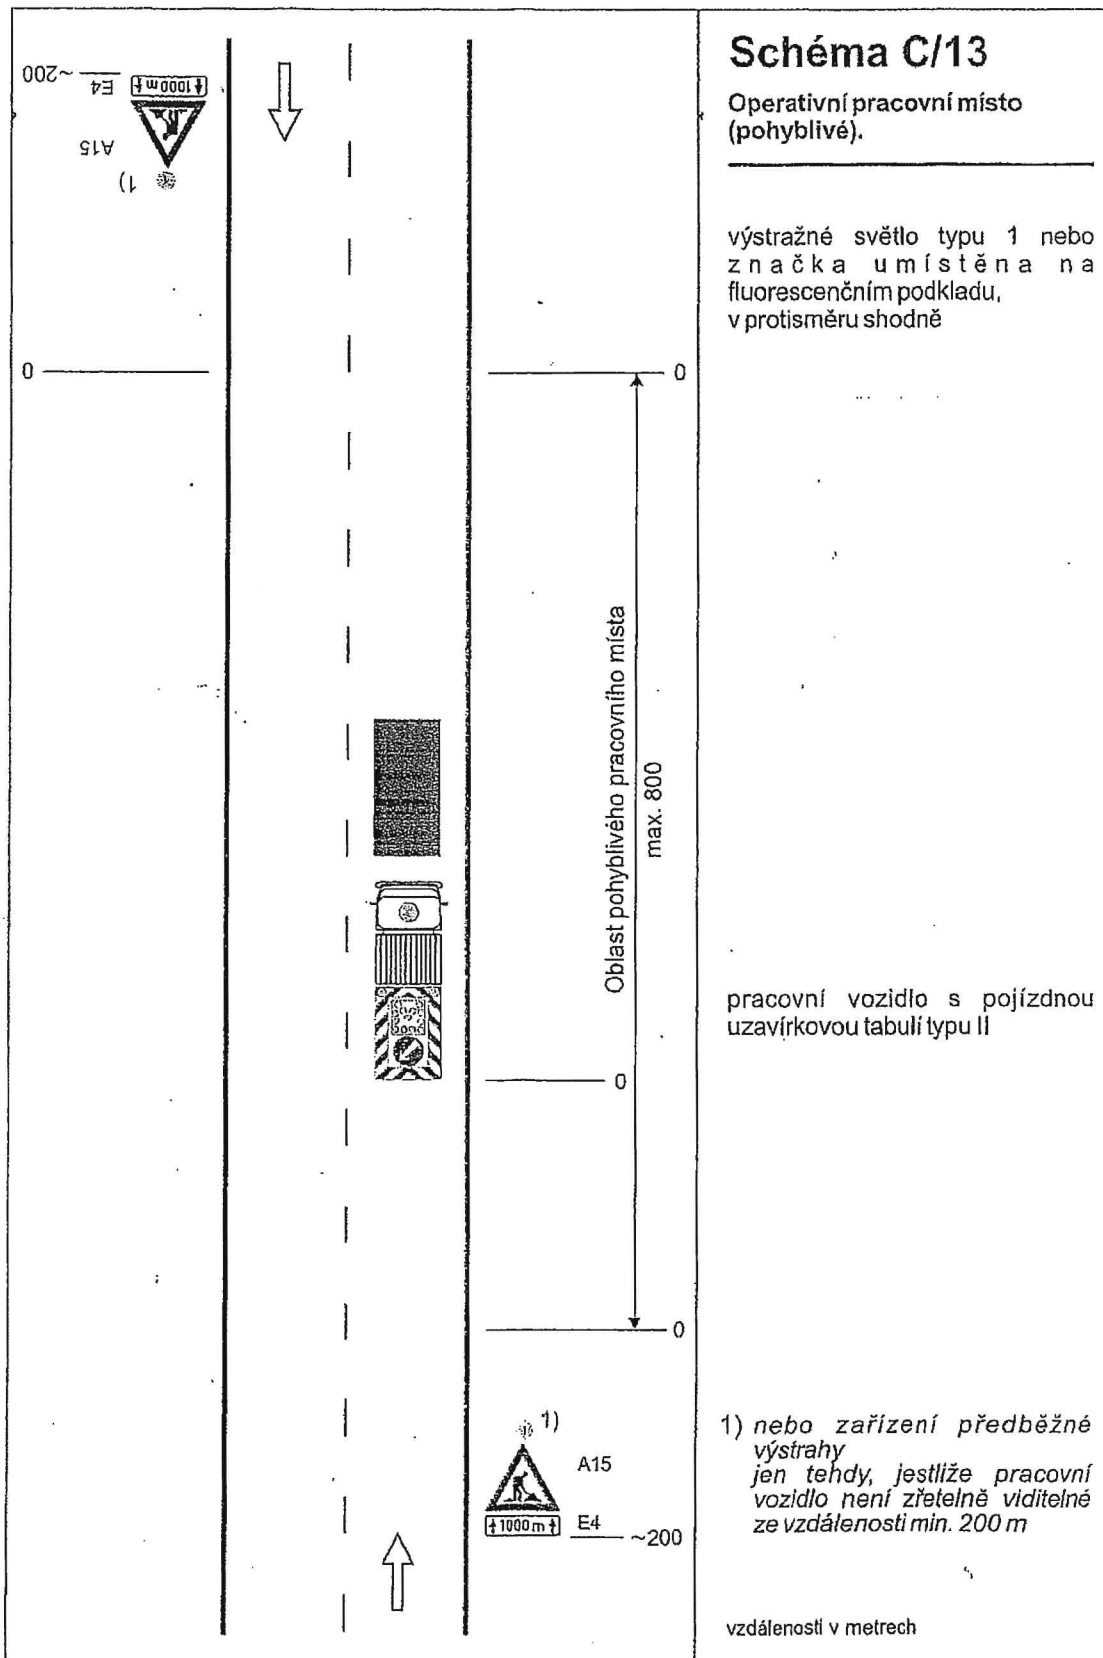 Schéma C/13
Operativní pracovní místo
(pohyblivé).
výstražné světlo typu 1 nebo
značka umístěna na
fluorescenčním podkladu,
v protisměru shodně
~200
E4
1000 m
A15
1)
0
0
Oblast pohyblivého pracovního místa
max. 800
pracovní vozidlo s pojízdnou
uzavírkovou tabulí typu II
0
0
1)
A15
1000 m
E4
~200
1) nebo zařízení předběžné
výstrahy
jen tehdy, jestliže pracovní
vozidlo není zřetelně viditelné
ze vzdálenosti min. 200 m
vzdálenosti v metrech